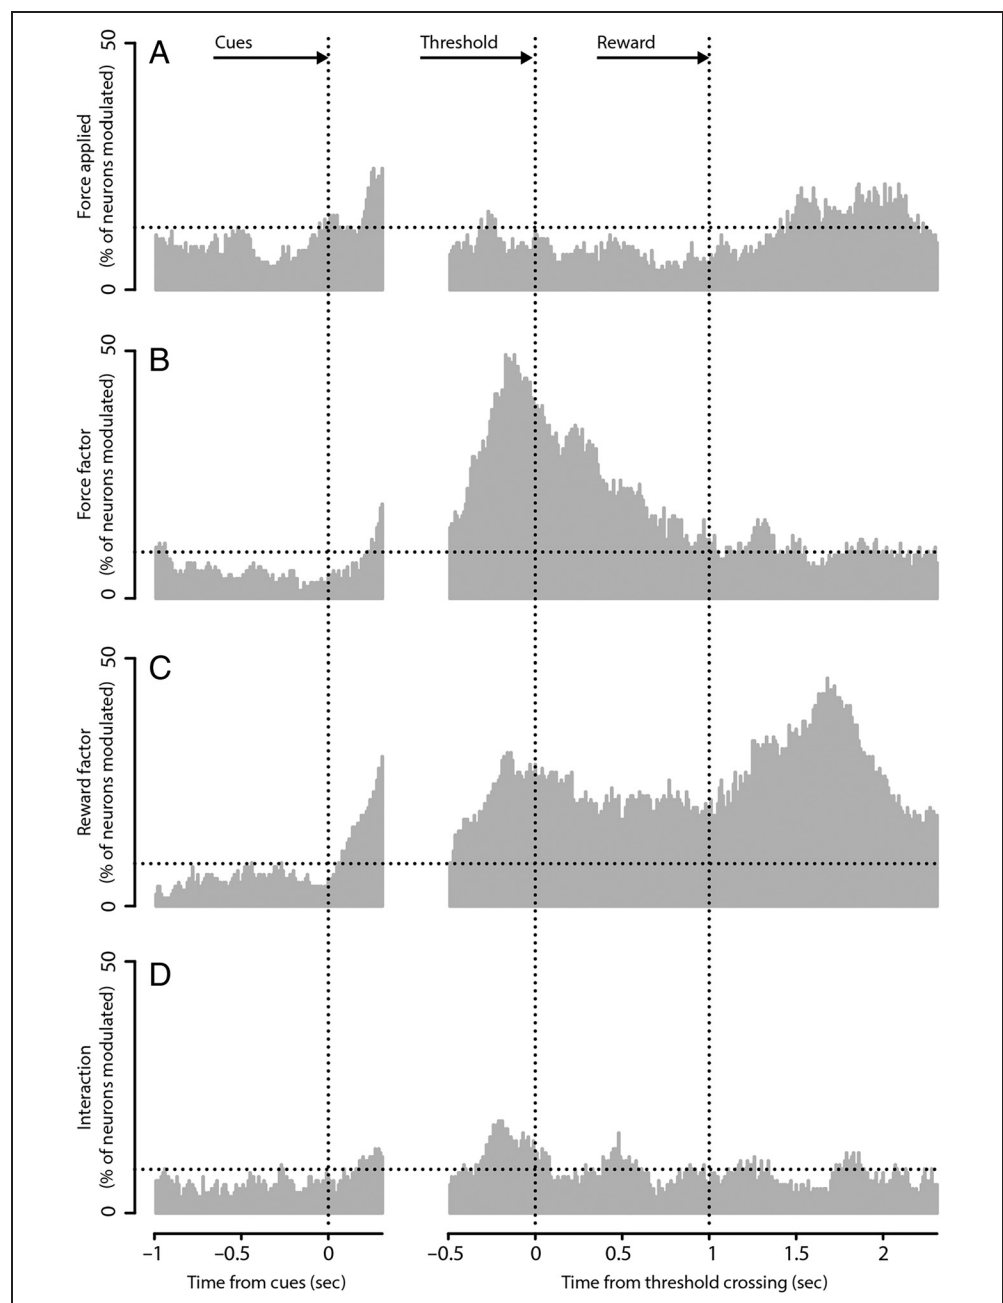 A
Cues
Threshold
Reward
Force applied
(% of neurons modulated)
50
0
B
Force factor
(% of neurons modulated)
50
0
C
Reward factor
(% of neurons modulated)
50
0
D
Interaction
(% of neurons modulated)
50
0
–1 –0.5 0 –0.5 0 0.5 1 1.5 2
Time from cues (sec) Time from threshold crossing (sec)